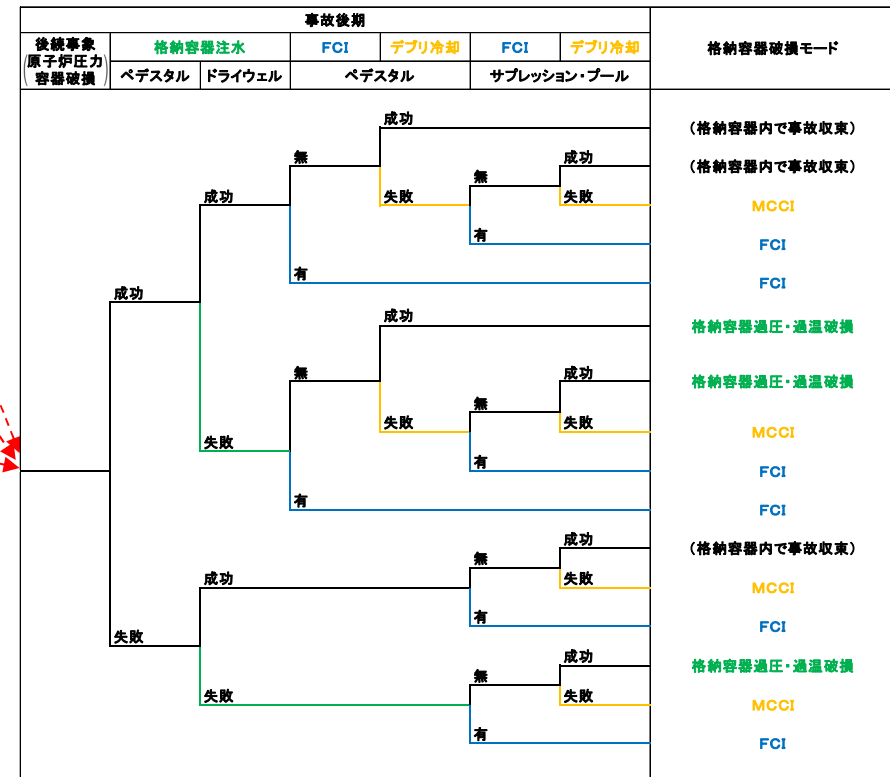 事故後期
後続事象
(原子炉圧力
容器破損)
格納容器注水
FCI
デブリ冷却
FCI
デブリ冷却
格納容器破損モード
ペデスタル
ドライウェル
ペデスタル
サプレッション・プール
成功
(格納容器内で事故収束)
無
成功
(格納容器内で事故収束)
無
成功
失敗
失敗
MCCI
有
FCI
有
FCI
成功
成功
格納容器過圧・過温破損
無
成功
格納容器過圧・過温破損
無
失敗
失敗
MCCI
失敗
有
FCI
有
FCI
成功
(格納容器内で事故収束)
無
成功
失敗
MCCI
有
FCI
失敗
成功
格納容器過圧・過温破損
無
失敗
失敗
MCCI
有
FCI